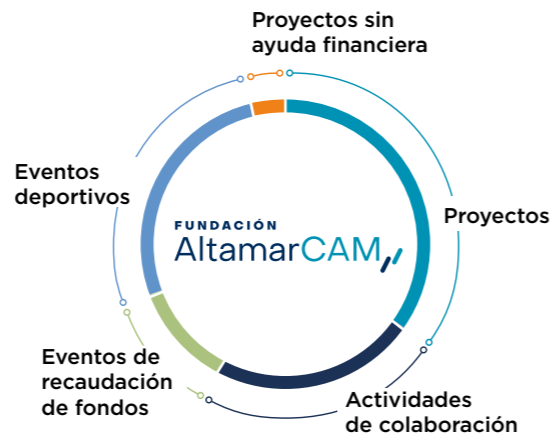 Proyectos sin
ayuda financiera
Eventos
deportivos
FUNDACIÓN
AltamarCAM
Proyectos
Eventos de
recaudación
de fondos
Actividades
de colaboración